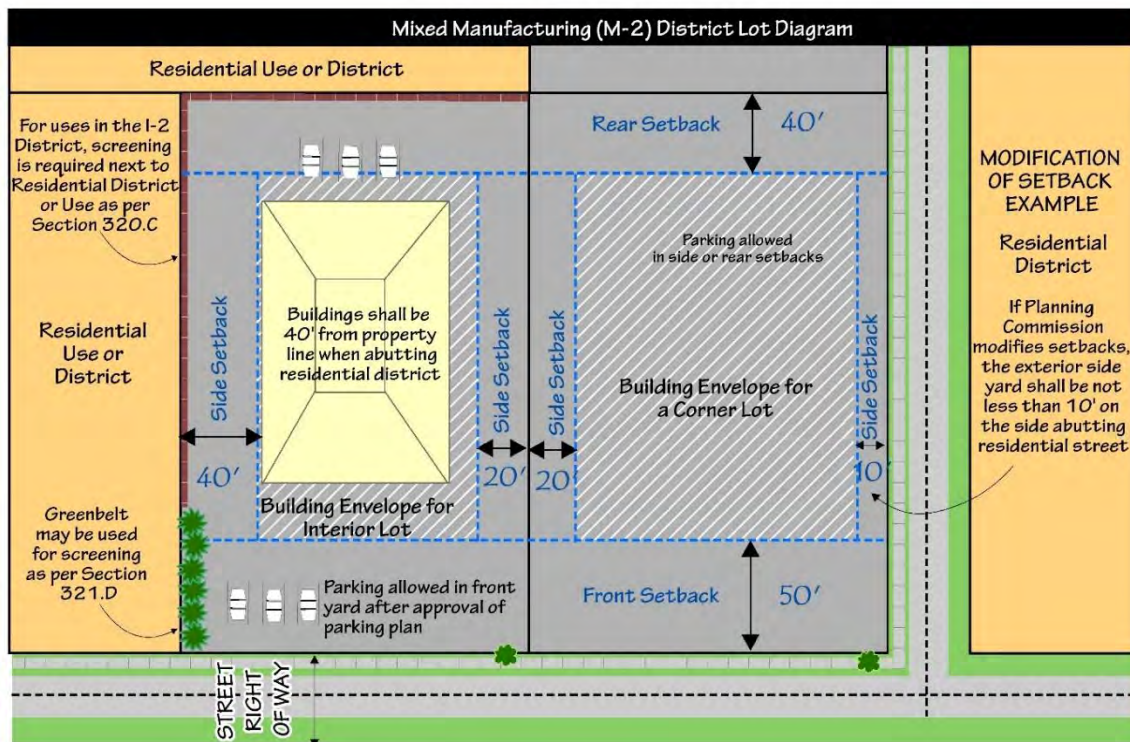 Mixed Manufacturing (M-2) District Lot Diagram
Residential Use or District
For uses in the I-2
District, screening
is required next to
Residential District
or Use as per
Section 320.C
Residential
Use or
District
Greenbelt
may be used
for screening
as per Section
321.D
Side Setback
40'
Buildings shall be
40' from property
line when abutting
residential district
Building Envelope for
Interior Lot
Side Setback
20'
Parking allowed in front
yard after approval of
parking plan
STREET
RIGHT
OF WAY
Rear Setback
40'
Side Setback
20'
Parking allowed
in side or rear setbacks
Building Envelope for
a Corner Lot
Side Setback
10'
Front Setback
50'
MODIFICATION
OF SETBACK
EXAMPLE
Residential
District
If Planning
Commission
modifies setbacks,
the exterior side
yard shall be not
less than 10' on
the side abutting
residential street